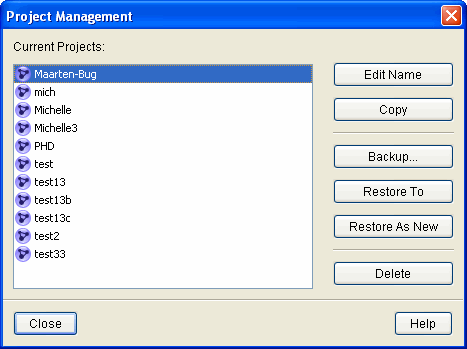 Project Management
Current Projects:
Maarten-Bug
mich
Michelle
Michelle3
PHD
test
test13
test13b
test13c
test2
test33
Edit Name
Copy
Backup...
Restore To
Restore As New
Delete
Close
Help